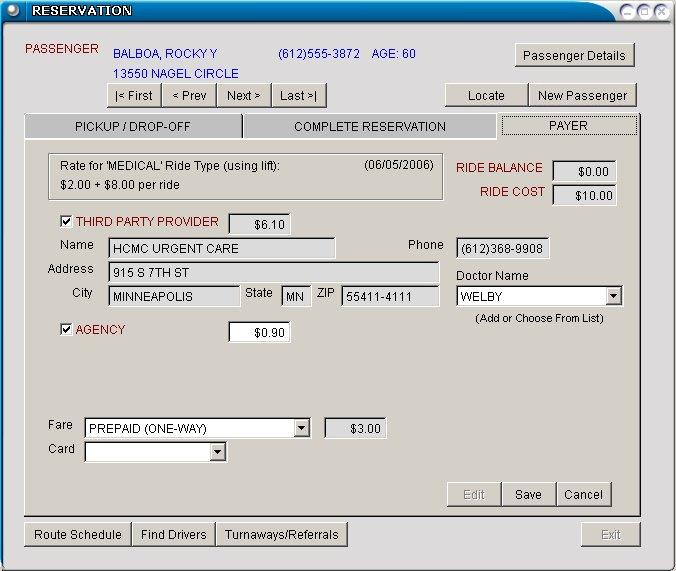 RESERVATION
PASSENGER BALBOA, ROCKY Y (612)555-3872 AGE: 60 Passenger Details
13550 NAGEL CIRCLE
|< First < Prev Next > Last >| Locate New Passenger
PICKUP / DROP-OFF COMPLETE RESERVATION PAYER
Rate for 'MEDICAL' Ride Type (using lift): (06/05/2006) RIDE BALANCE $0.00
$2.00 + $8.00 per ride RIDE COST $10.00
THIRD PARTY PROVIDER $6.10
Name HCMC URGENT CARE Phone (612)368-9908
Address 915 S 7TH ST Doctor Name
City MINNEAPOLIS State MN ZIP 55411-4111 WELBY
(Add or Choose From List)
AGENCY $0.90
Fare PREPAID (ONE-WAY) $3.00
Card
Edit Save Cancel
Route Schedule Find Drivers Turnaways/Referrals Exit